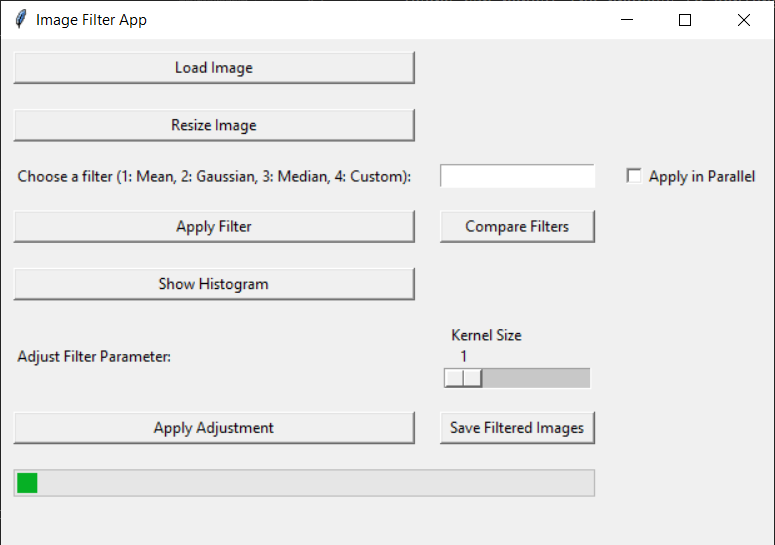 Image Filter App
Load Image
Resize Image
Choose a filter (1: Mean, 2: Gaussian, 3: Median, 4: Custom):
Apply in Parallel
Apply Filter
Compare Filters
Show Histogram
Kernel Size
1
Adjust Filter Parameter:
Apply Adjustment
Save Filtered Images